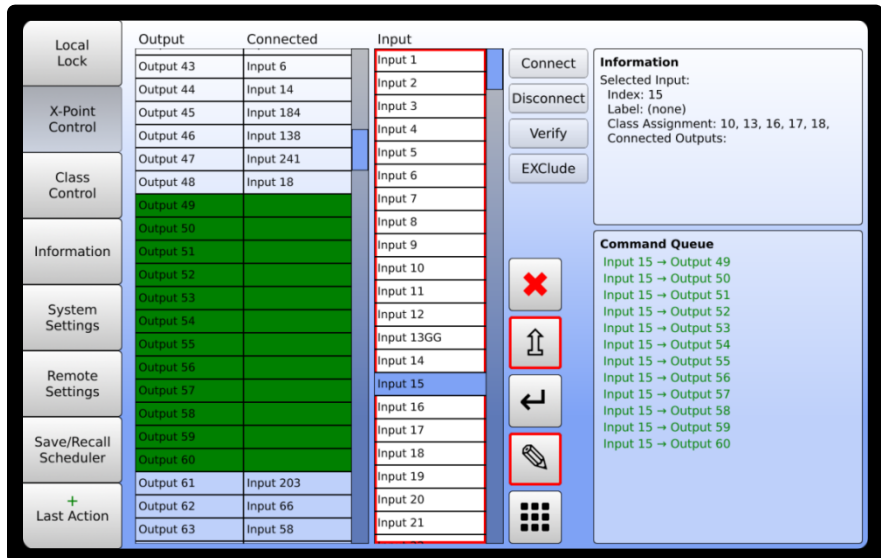 Local
Lock
X-Point
Control
Class
Control
Information
System
Settings
Remote
Settings
Save/Recall
Scheduler
+
Last Action
Output Connected Input
Output 43 Input 6
Output 44 Input 14
Output 45 Input 184
Output 46 Input 138
Output 47 Input 241
Output 48 Input 18
Output 49
Output 50
Output 51
Output 52
Output 53
Output 54
Output 55
Output 56
Output 57
Output 58
Output 59
Output 60
Output 61 Input 203
Output 62 Input 66
Output 63 Input 58
Input 1
Input 2
Input 3
Input 4
Input 5
Input 6
Input 7
Input 8
Input 9
Input 10
Input 11
Input 12
Input 13GG
Input 14
Input 15
Input 16
Input 17
Input 18
Input 19
Input 20
Input 21
Connect
Disconnect
Verify
EXClude
Information
Selected Input:
Index: 15
Label: (none)
Class Assignment: 10, 13, 16, 17, 18,
Connected Outputs:
Command Queue
Input 15 → Output 49
Input 15 → Output 50
Input 15 → Output 51
Input 15 → Output 52
Input 15 → Output 53
Input 15 → Output 54
Input 15 → Output 55
Input 15 → Output 56
Input 15 → Output 57
Input 15 → Output 58
Input 15 → Output 59
Input 15 → Output 60